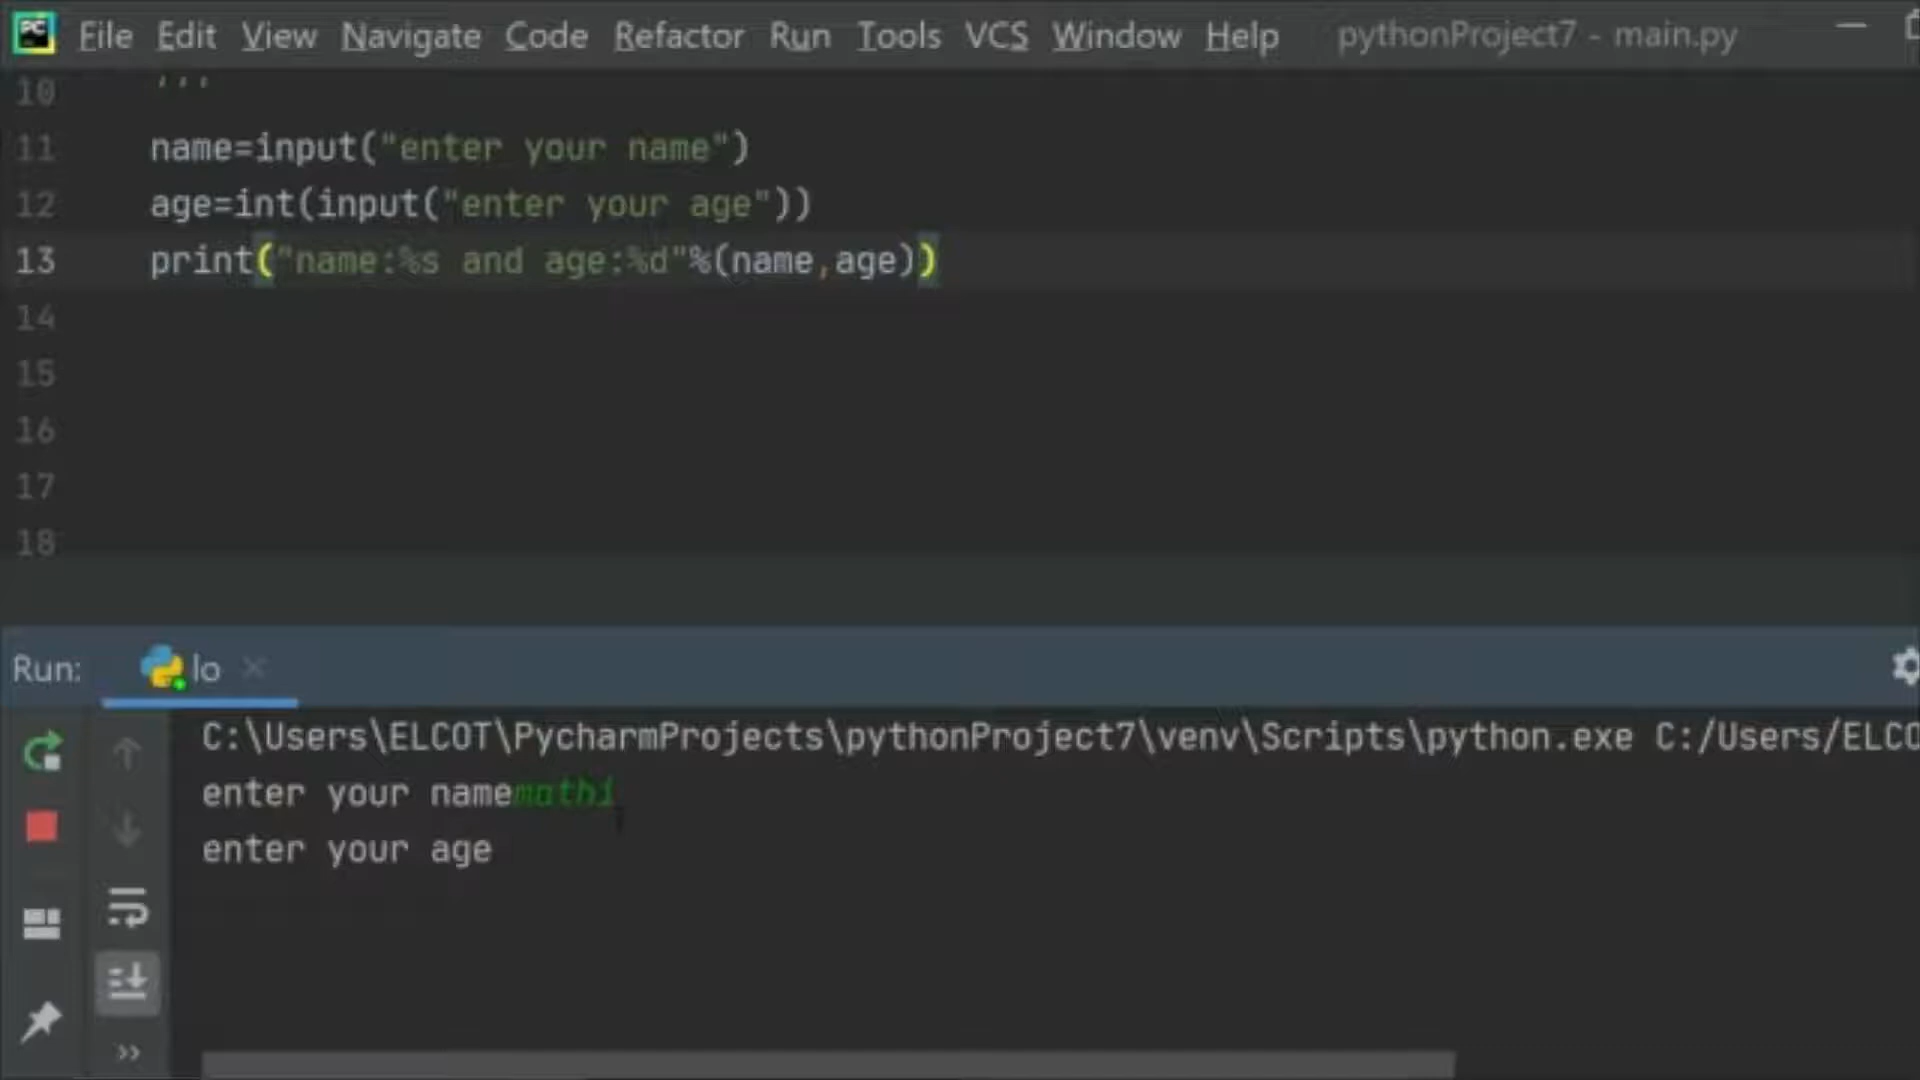 PC File Edit View Navigate Code Refactor Run Tools VCS Window Help pythonProject7 - main.py
10 '''
11 name=input("enter your name")
12 age=int(input("enter your age"))
13 print("name:%s and age:%d"%(name,age))
14
15
16
17
18
Run: lo
C:\Users\ELCOT\PycharmProjects\pythonProject7\venv\Scripts\python.exe C:/Users/ELCO
enter your namemathi
enter your age